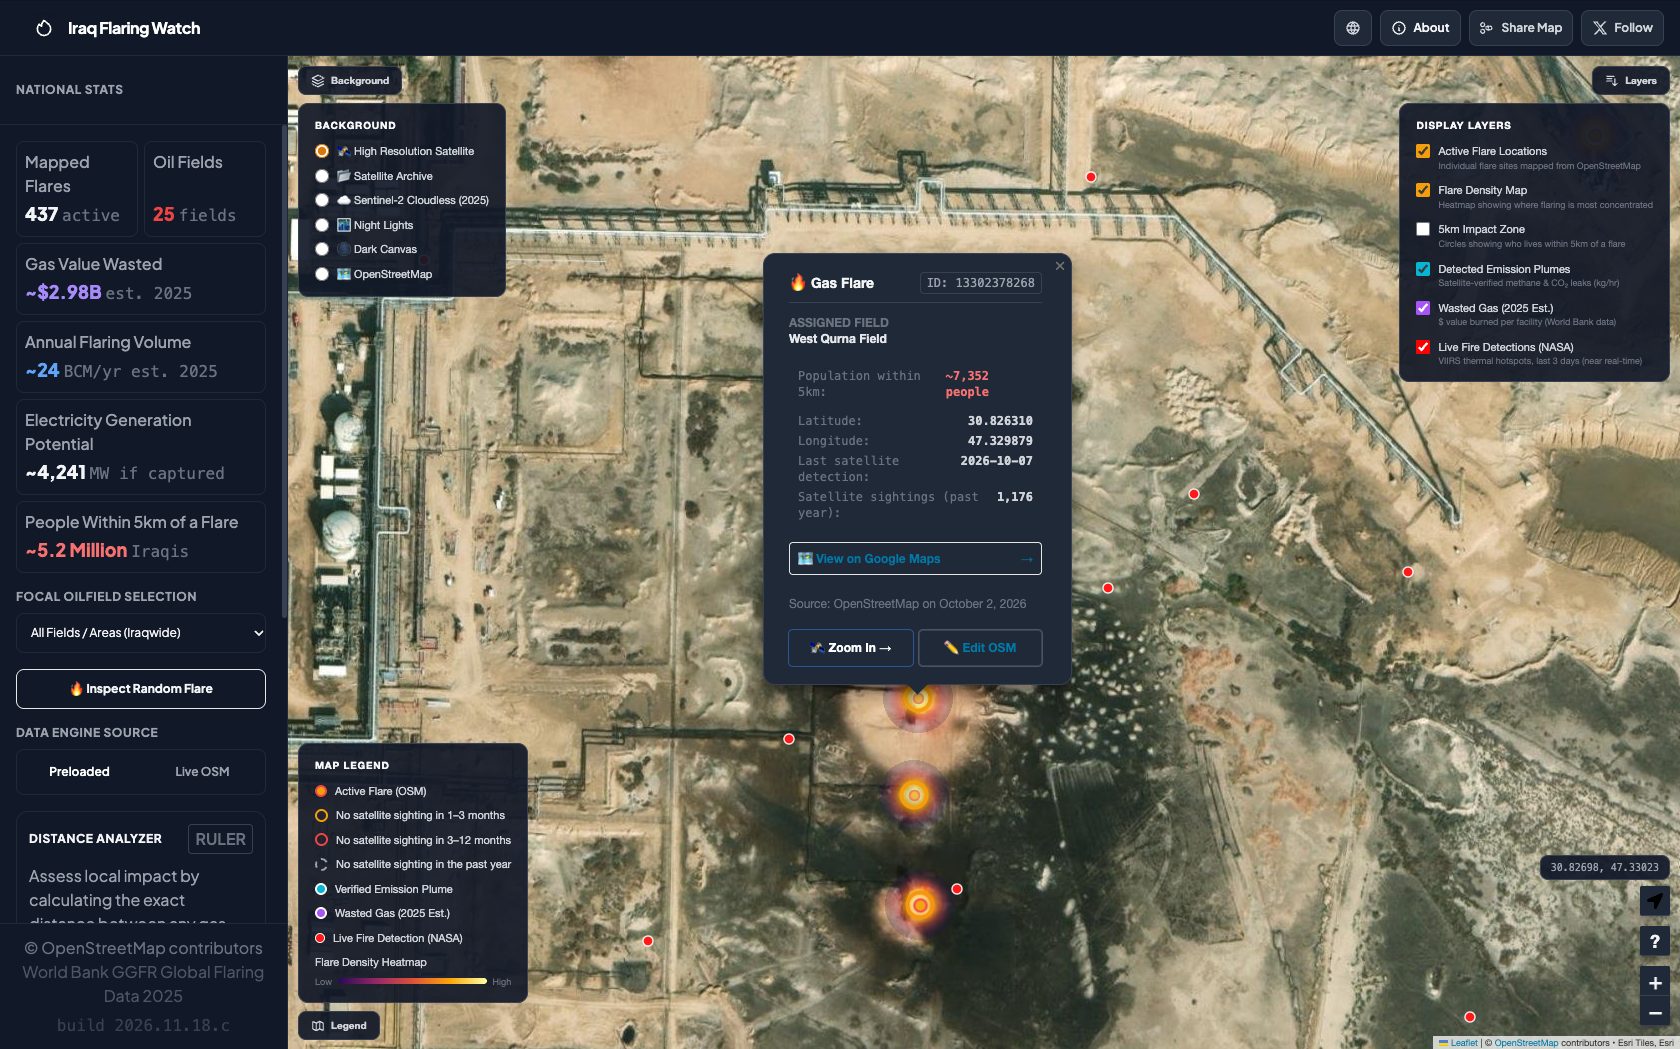 Iraq Flaring Watch
About
Share Map
Follow
NATIONAL STATS
Mapped
Flares
437 active
Oil Fields
25 fields
Gas Value Wasted
~$2.98B est. 2025
Annual Flaring Volume
~24 BCM/yr est. 2025
Electricity Generation
Potential
~4,241 MW if captured
People Within 5km of a Flare
~5.2 Million Iraqis
FOCAL OILFIELD SELECTION
All Fields / Areas (Iraqwide)
Inspect Random Flare
DATA ENGINE SOURCE
Preloaded
Live OSM
DISTANCE ANALYZER
RULER
Assess local impact by
calculating the exact
distance between any gas
© OpenStreetMap contributors
World Bank GGFR Global Flaring
Data 2025
build 2026.11.18.c
Background
BACKGROUND
High Resolution Satellite
Satellite Archive
Sentinel-2 Cloudless (2025)
Night Lights
Dark Canvas
OpenStreetMap
Gas Flare
ID: 13302378268
ASSIGNED FIELD
West Qurna Field
Population within
5km:
~7,352
people
Latitude:
30.826310
Longitude:
47.329879
Last satellite
detection:
2026-10-07
Satellite sightings (past
year):
1,176
View on Google Maps →
Source: OpenStreetMap on October 2, 2026
Zoom In →
Edit OSM
Layers
DISPLAY LAYERS
Active Flare Locations
Individual flare sites mapped from OpenStreetMap
Flare Density Map
Heatmap showing where flaring is most concentrated
5km Impact Zone
Circles showing who lives within 5km of a flare
Detected Emission Plumes
Satellite-verified methane & CO₂ leaks (kg/hr)
Wasted Gas (2025 Est.)
$ value burned per facility (World Bank data)
Live Fire Detections (NASA)
VIIRS thermal hotspots, last 3 days (near real-time)
MAP LEGEND
Active Flare (OSM)
No satellite sighting in 1–3 months
No satellite sighting in 3–12 months
No satellite sighting in the past year
Verified Emission Plume
Wasted Gas (2025 Est.)
Live Fire Detection (NASA)
Flare Density Heatmap
Low
High
Legend
30.82698, 47.33023
?
+
−
Leaflet | © OpenStreetMap contributors • Esri Tiles, Esri